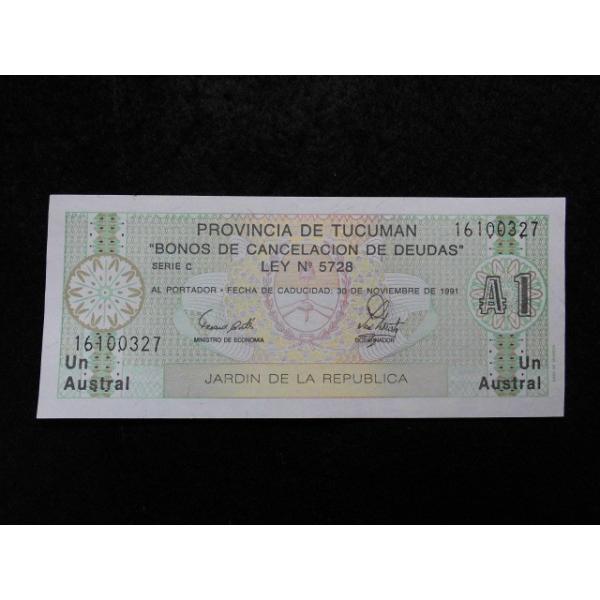 PROVINCIA DE TUCUMAN 16100327
"BONOS DE CANCELACION DE DEUDAS"
SERIE C LEY Nº 5728
AL PORTADOR - FECHA DE CADUCIDAD: 30 DE NOVIEMBRE DE 1991
A1
16100327
MINISTRO DE ECONOMIA GOBERNADOR
Un Austral
JARDIN DE LA REPUBLICA
Un Austral